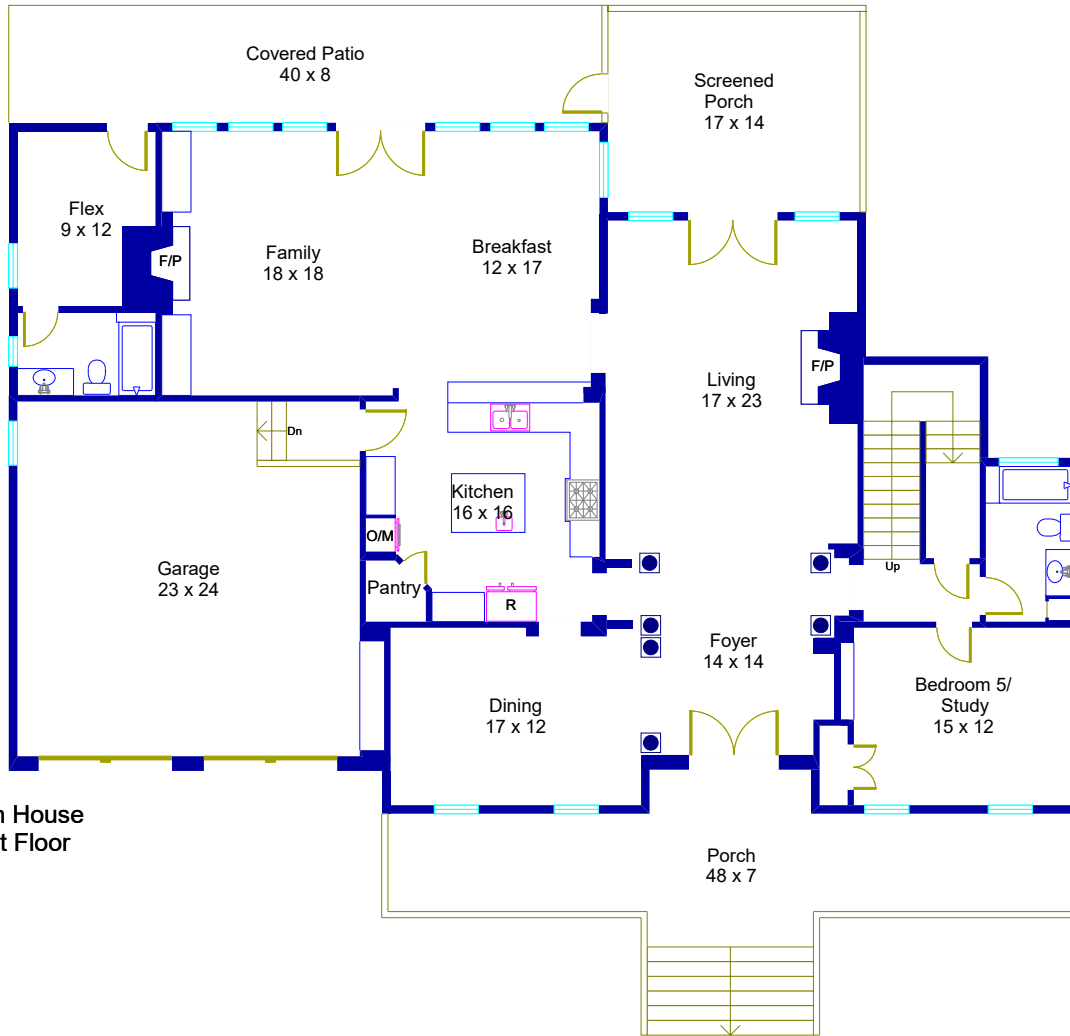 Covered Patio
40 x 8
Screened
Porch
17 x 14
Flex
9 x 12
F/P
Family
18 x 18
Breakfast
12 x 17
Living
17 x 23
F/P
Dn
Kitchen
16 x 16
O/M
Pantry
R
Garage
23 x 24
Up
Foyer
14 x 14
Dining
17 x 12
Bedroom 5/
Study
15 x 12
House
Floor
Porch
48 x 7